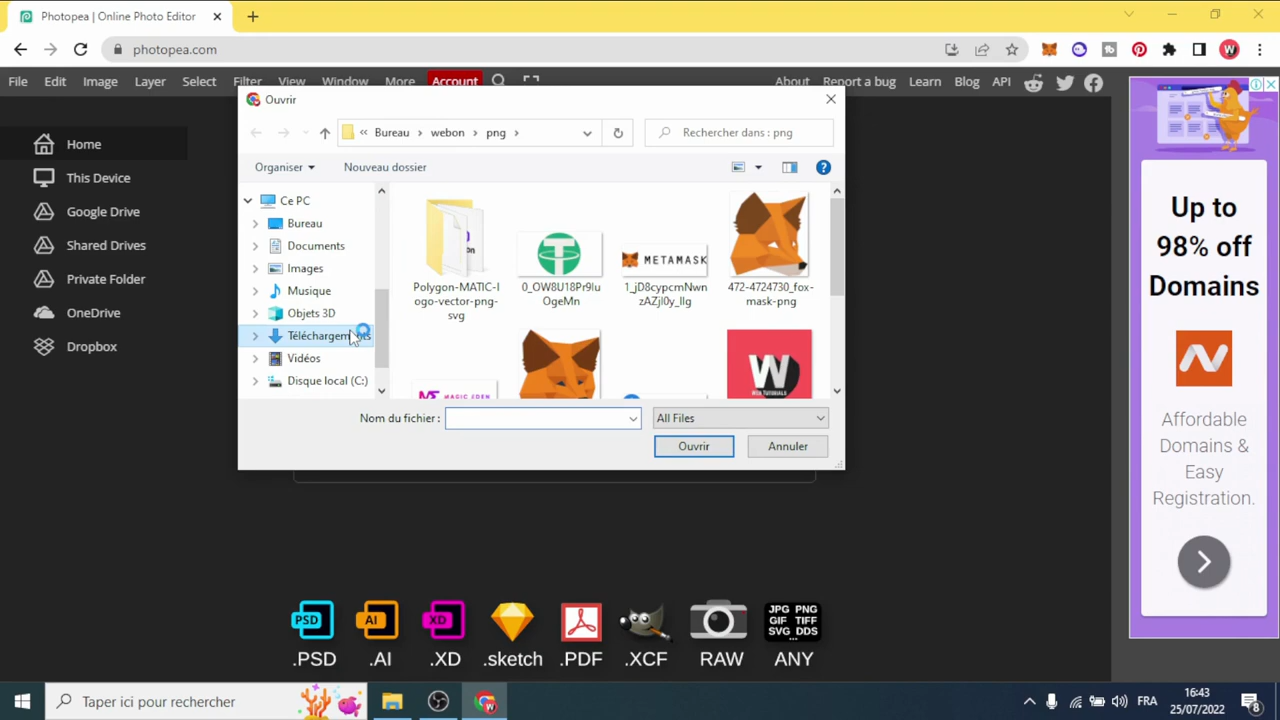 Photopea | Online Photo Editor
photopea.com
File Edit Image Layer Select Filter View Window More Account About Report a bug Learn Blog API
Home
This Device
Google Drive
Shared Drives
Private Folder
OneDrive
Dropbox
Ouvrir
« Bureau › webon › png ›
Rechercher dans : png
Organiser
Nouveau dossier
Ce PC
Bureau
Documents
Images
Musique
Objets 3D
Téléchargements
Vidéos
Disque local (C:)
METAMASK
Polygon-MATIC-l
ogo-vector-png-
svg
472-4724730_fox-
mask-png
MAGIC EDEN
W
Nom du fichier :
All Files
Ouvrir
Annuler
PSD
AI
XD
JPG PNG
GIF TIFF
SVG DDS
...
.PSD .AI .XD .sketch .PDF .XCF RAW ANY
Up to
98% off
Domains
Affordable
Domains &
Easy
Registration.
Taper ici pour rechercher
FRA
16:43
25/07/2022
8